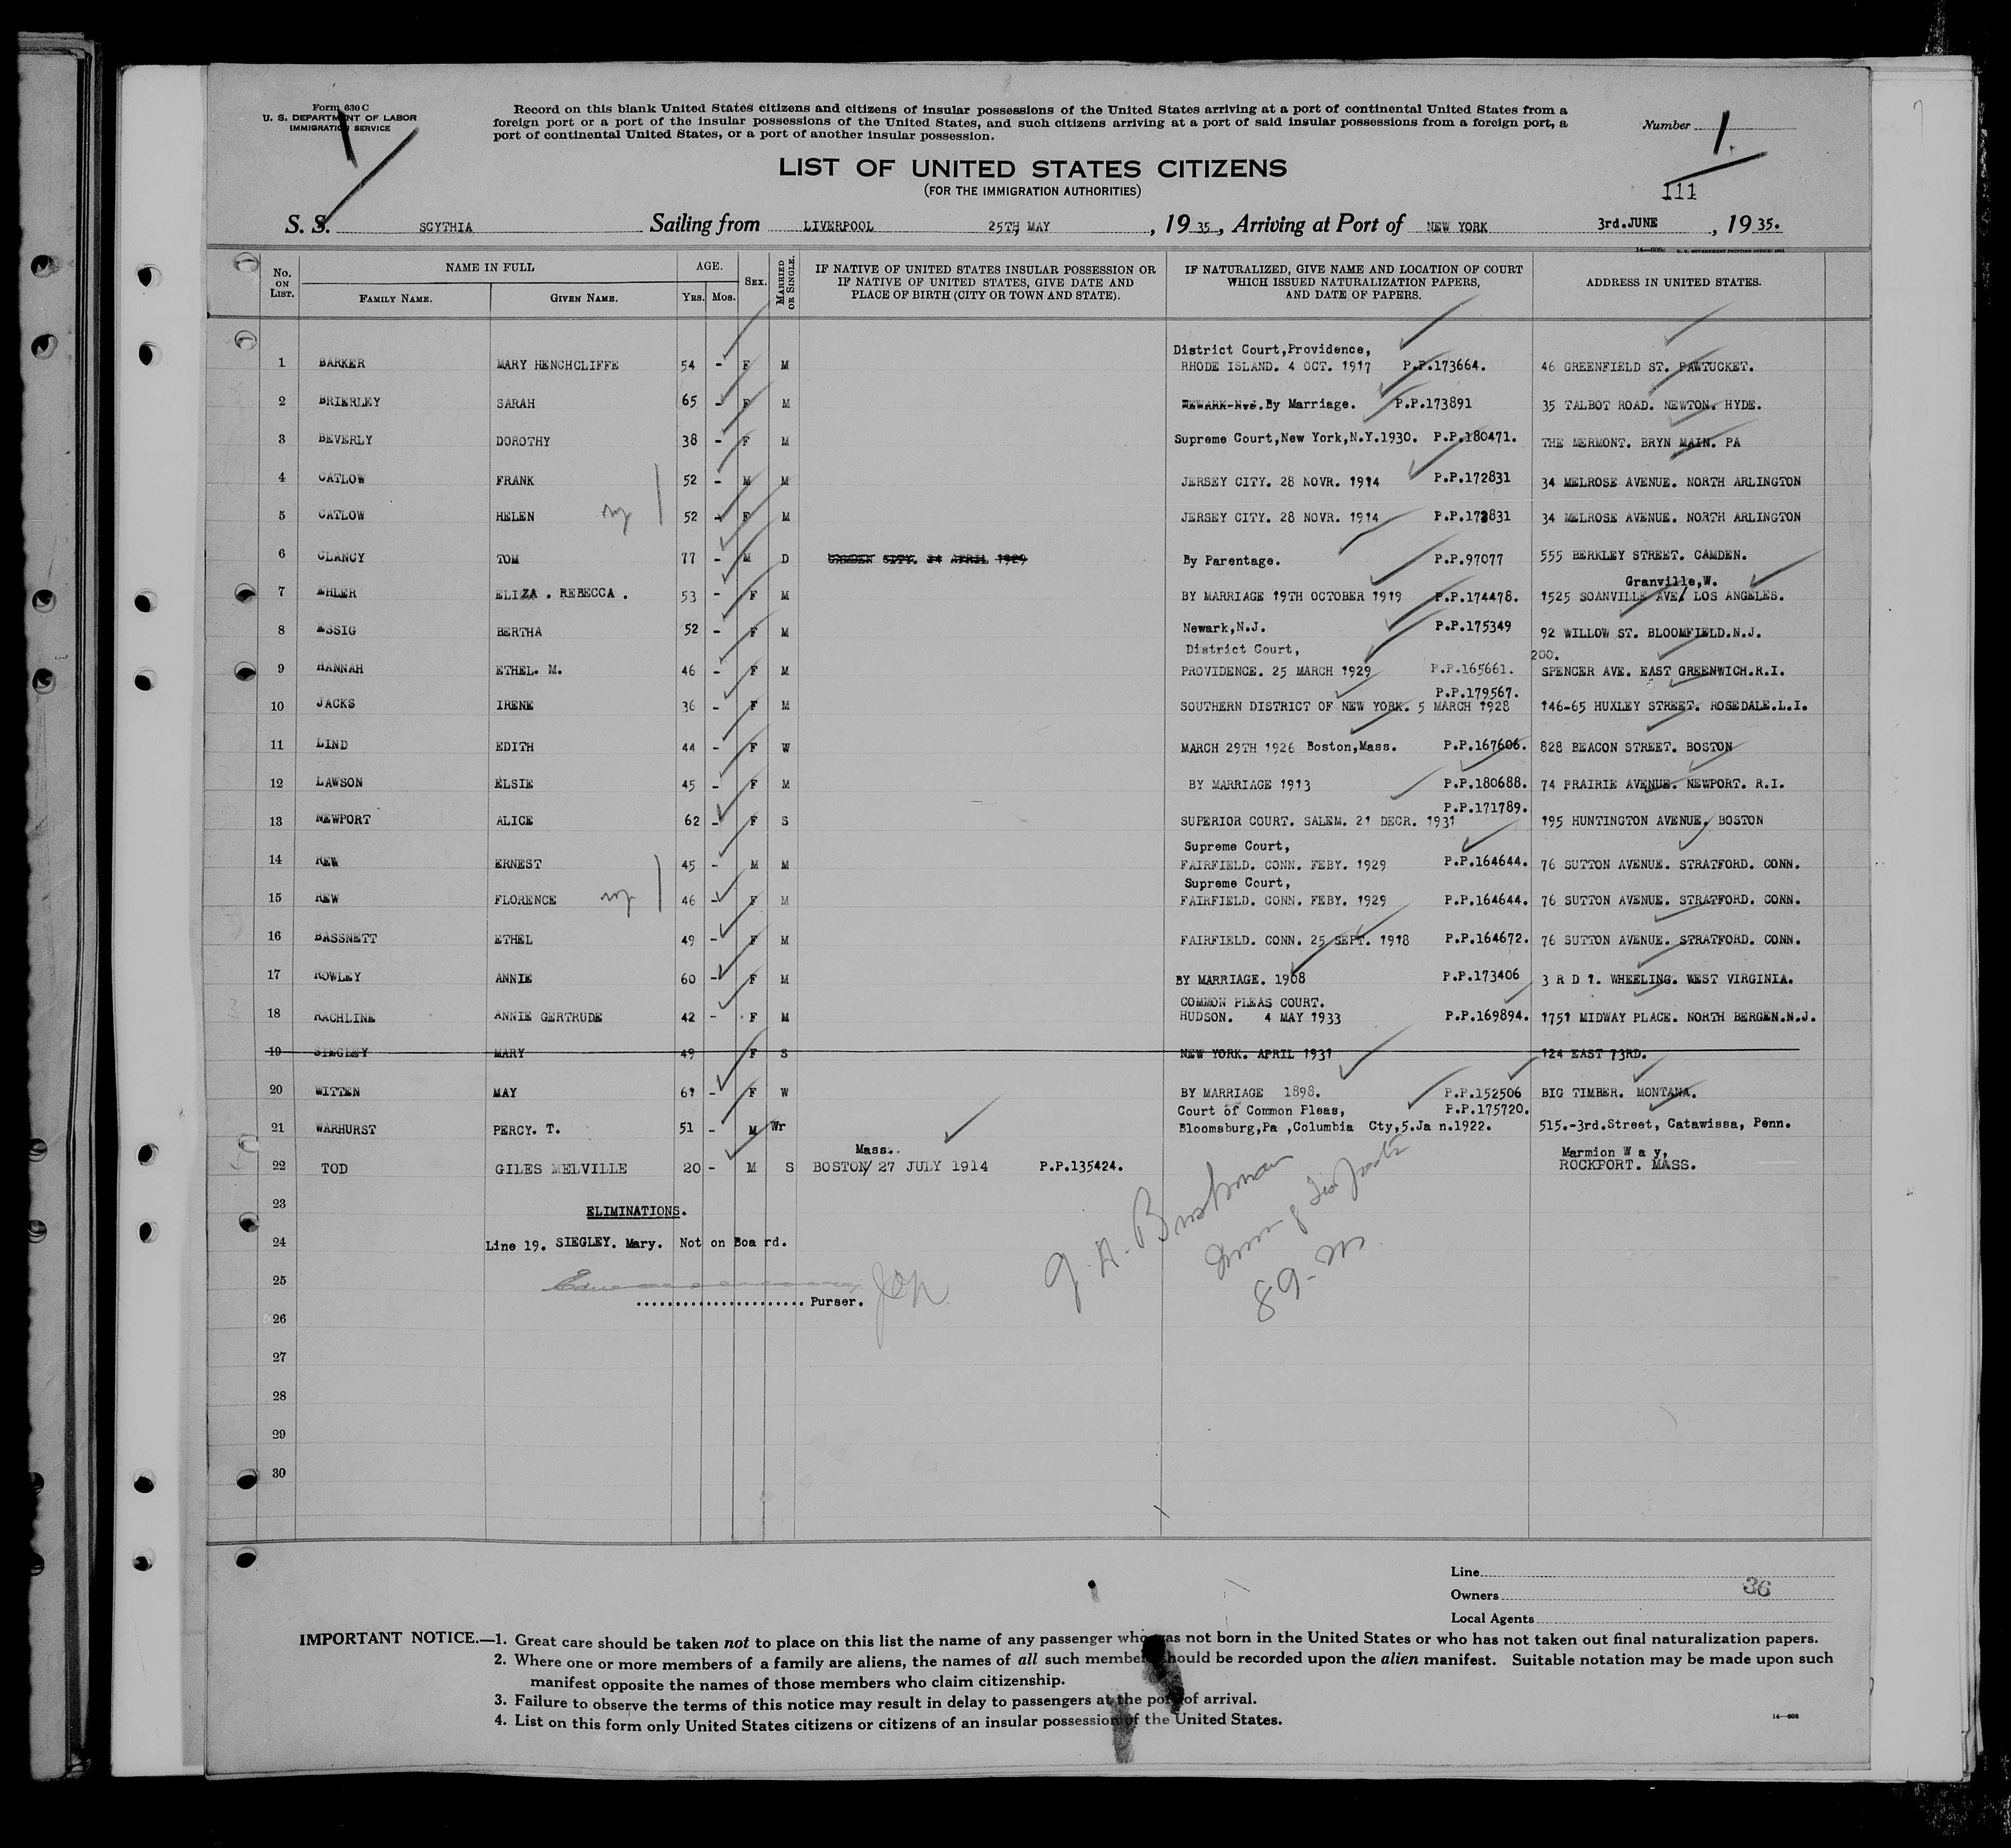 Form 630 C
U. S. DEPARTMENT OF LABOR
IMMIGRATION SERVICE
Record on this blank United States citizens and citizens of insular possessions of the United States arriving at a port of continental United States from a
foreign port or a port of the insular possessions of the United States, and such citizens arriving at a port of said insular possessions from a foreign port, a
port of continental United States, or a port of another insular possession.
Number 1.
111
LIST OF UNITED STATES CITIZENS
(FOR THE IMMIGRATION AUTHORITIES)
S. S. SCYTHIA Sailing from LIVERPOOL 25TH MAY , 19 35 , Arriving at Port of NEW YORK 3rd.JUNE , 19 35.
No. ON LIST. NAME IN FULL FAMILY NAME. GIVEN NAME. AGE. YRS. MOS. SEX. MARRIED OR SINGLE. IF NATIVE OF UNITED STATES INSULAR POSSESSION OR IF NATIVE OF UNITED STATES, GIVE DATE AND PLACE OF BIRTH (CITY OR TOWN AND STATE). IF NATURALIZED, GIVE NAME AND LOCATION OF COURT WHICH ISSUED NATURALIZATION PAPERS, AND DATE OF PAPERS. ADDRESS IN UNITED STATES.
District Court,Providence,
1 BARKER MARY HENCHCLIFFE 54 - F M RHODE ISLAND. 4 OCT. 1917 P.P.173664. 46 GREENFIELD ST. PAWTUCKET.
2 BRIERLEY SARAH 65 - F M NEWARK-N.J.By Marriage. P.P.173891 35 TALBOT ROAD. NEWTON. HYDE.
3 BEVERLY DOROTHY 38 - F M Supreme Court,New York,N.Y.1930. P.P.180471. THE MERMONT. BRYN MAIN. PA
4 CATLOW FRANK 52 - M M JERSEY CITY. 28 NOVR. 1914 P.P.172831 34 MELROSE AVENUE. NORTH ARLINGTON
5 CATLOW HELEN 52 - F M JERSEY CITY. 28 NOVR. 1914 P.P.172831 34 MELROSE AVENUE. NORTH ARLINGTON
6 CLANCY TOM 77 - M D CAMDEN CITY. 24 APRIL 1929 By Parentage. P.P.97077 555 BERKLEY STREET. CAMDEN.
Granville,W.
7 EHLER ELIZA . REBECCA . 53 - F M BY MARRIAGE 19TH OCTOBER 1919 P.P.174478. 1525 SOANVILLE AVE/ LOS ANGELES.
8 ESSIG BERTHA 52 - F M Newark,N.J. P.P.175349 92 WILLOW ST. BLOOMFIELD.N.J.
District Court, 200.
9 HANNAH ETHEL. M. 46 - F M PROVIDENCE. 25 MARCH 1929 P.P.165661. SPENCER AVE. EAST GREENWICH.R.I.
P.P.179567.
10 JACKS IRENE 36 - F M SOUTHERN DISTRICT OF NEW YORK. 5 MARCH 1928 146-65 HUXLEY STREET. ROSEDALE.L.I.
11 LIND EDITH 44 - F W MARCH 29TH 1926 Boston,Mass. P.P.167606. 828 BEACON STREET. BOSTON
12 LAWSON ELSIE 45 - F M BY MARRIAGE 1913 P.P.180688. 74 PRAIRIE AVENUE. NEWPORT. R.I.
P.P.171789.
13 NEWPORT ALICE 62 - F S SUPERIOR COURT. SALEM. 21 DECR. 1931 195 HUNTINGTON AVENUE. BOSTON
Supreme Court,
14 REW ERNEST 45 - M M FAIRFIELD. CONN. FEBY. 1929 P.P.164644. 76 SUTTON AVENUE. STRATFORD. CONN.
Supreme Court,
15 REW FLORENCE 46 - F M FAIRFIELD. CONN. FEBY. 1929 P.P.164644. 76 SUTTON AVENUE. STRATFORD. CONN.
16 BASSNETT ETHEL 49 - F M FAIRFIELD. CONN. 25 SEPT. 1918 P.P.164672. 76 SUTTON AVENUE. STRATFORD. CONN.
17 ROWLEY ANNIE 60 - F M BY MARRIAGE. 1908 P.P.173406 3 R D 1. WHEELING. WEST VIRGINIA.
COMMON PLEAS COURT.
18 RACHLINE ANNIE GERTRUDE 42 - F M HUDSON. 4 MAY 1933 P.P.169894. 1751 MIDWAY PLACE. NORTH BERGEN.N.J.
19 SIEGLEY MARY 49 F S NEW YORK. APRIL 1931 124 EAST 73RD.
20 WITTEN MAY 61 - F W BY MARRIAGE 1898. P.P.152506 BIG TIMBER. MONTANA.
Court of Common Pleas, P.P.175720.
21 WARHURST PERCY. T. 51 - M Wr Bloomsburg,Pa ,Columbia Cty,5.Ja n.1922. 515.-3rd.Street, Catawissa, Penn.
Mass.. Marmion W a y,
22 TOD GILES MELVILLE 20 - M S BOSTON/ 27 JULY 1914 P.P.135424. ROCKPORT. MASS.
23 ELIMINATIONS.
24 Line 19. SIEGLEY. Mary. Not on Boa rd.
25
Purser.
26
27
28
29
30
Line
Owners 36
Local Agents
IMPORTANT NOTICE.—1. Great care should be taken not to place on this list the name of any passenger who was not born in the United States or who has not taken out final naturalization papers.
2. Where one or more members of a family are aliens, the names of all such members should be recorded upon the alien manifest. Suitable notation may be made upon such
manifest opposite the names of those members who claim citizenship.
3. Failure to observe the terms of this notice may result in delay to passengers at the port of arrival.
4. List on this form only United States citizens or citizens of an insular possession of the United States.
14—608